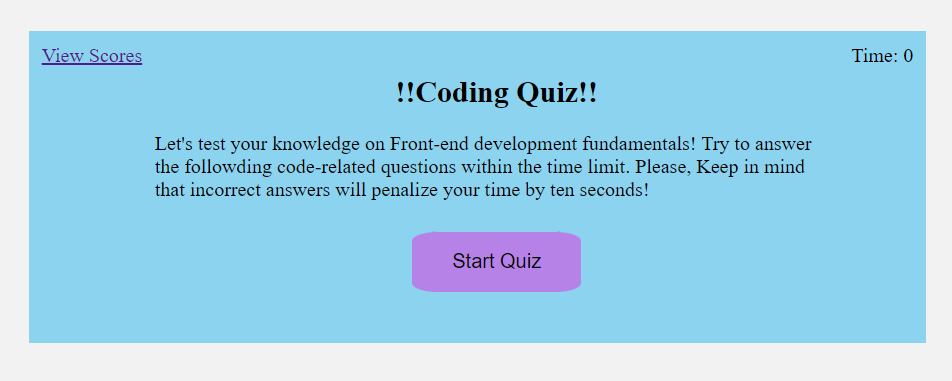 View Scores
Time: 0
!!Coding Quiz!!
Let's test your knowledge on Front-end development fundamentals! Try to answer
the followding code-related questions within the time limit. Please, Keep in mind
that incorrect answers will penalize your time by ten seconds!
Start Quiz